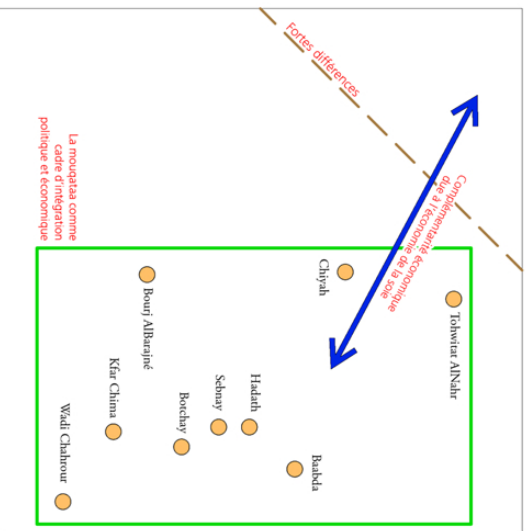 Fortes différences
Complémentarité économique
due à l'économie de la soie
La mouqataa comme
cadre d'intégration
politique et économique
Tohwitat AlNahr
Chiyah
Bourj AlBarajné
Baabda
Hadath
Sebnay
Botchay
Kfar Chima
Wadi Chahrour